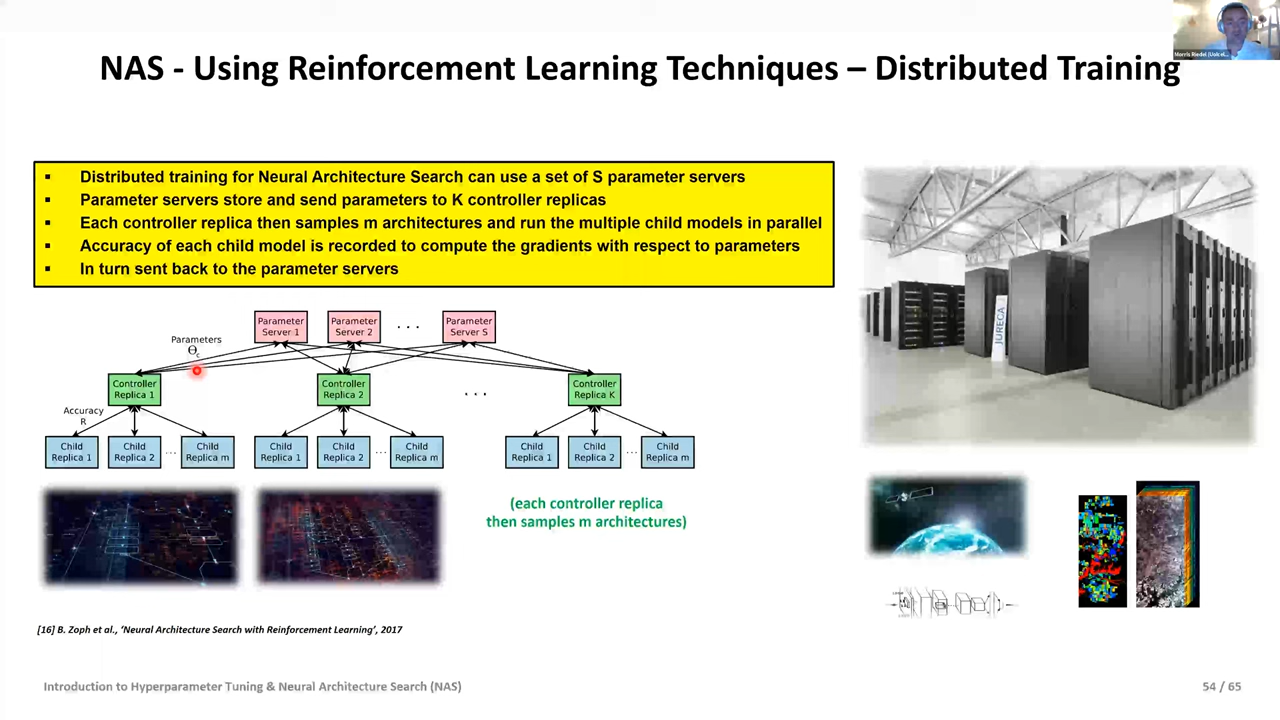 NAS - Using Reinforcement Learning Techniques – Distributed Training
▪ Distributed training for Neural Architecture Search can use a set of S parameter servers
▪ Parameter servers store and send parameters to K controller replicas
▪ Each controller replica then samples m architectures and run the multiple child models in parallel
▪ Accuracy of each child model is recorded to compute the gradients with respect to parameters
▪ In turn sent back to the parameter servers
Parameter
Server 1
Parameter
Server 2
. . .
Parameter
Server S
Parameters
Θc
Controller
Replica 1
Controller
Replica 2
. . .
Controller
Replica K
Accuracy
R
Child
Replica 1
Child
Replica 2
...
Child
Replica m
Child
Replica 1
Child
Replica 2
...
Child
Replica m
Child
Replica 1
Child
Replica 2
...
Child
Replica m
(each controller replica
then samples m architectures)
JURECA
[16] B. Zoph et al., ‘Neural Architecture Search with Reinforcement Learning’, 2017
Introduction to Hyperparameter Tuning & Neural Architecture Search (NAS)
54 / 65
Morris Riedel